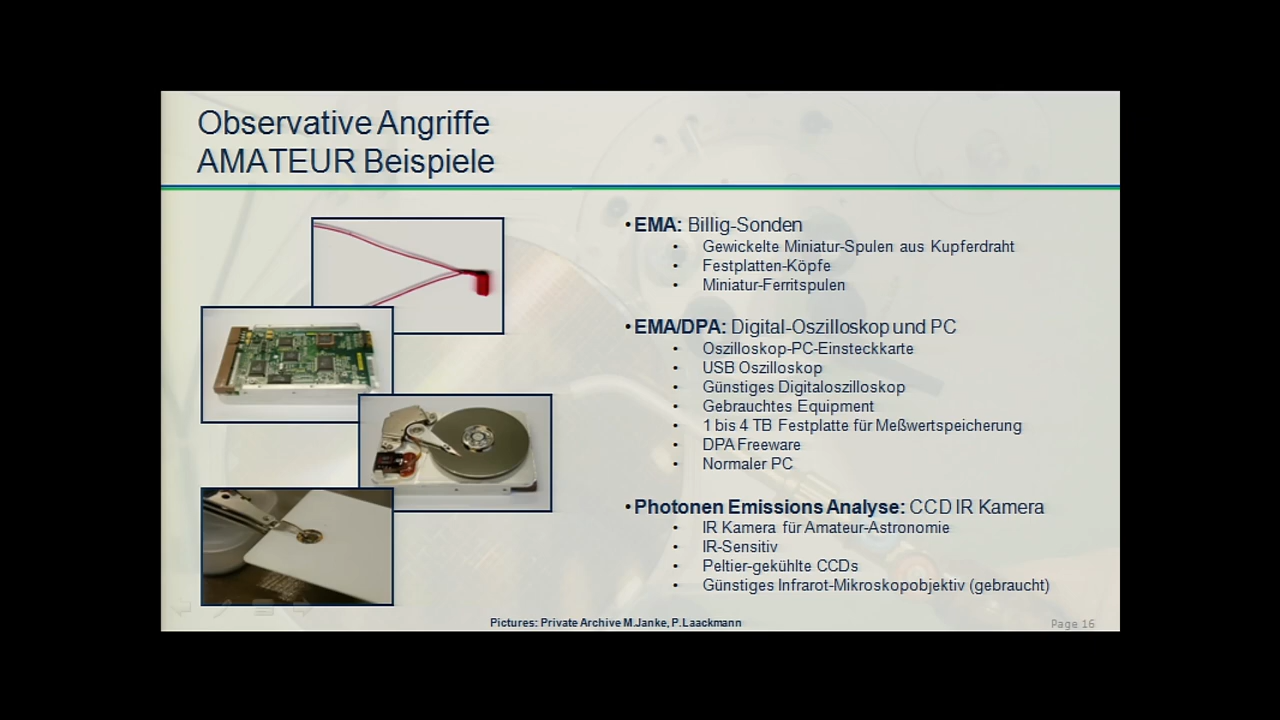 Observative Angriffe
AMATEUR Beispiele
• EMA: Billig-Sonden
• Gewickelte Miniatur-Spulen aus Kupferdraht
• Festplatten-Köpfe
• Miniatur-Ferritspulen
• EMA/DPA: Digital-Oszilloskop und PC
• Oszilloskop-PC-Einsteckkarte
• USB Oszilloskop
• Günstiges Digitaloszilloskop
• Gebrauchtes Equipment
• 1 bis 4 TB Festplatte für Meßwertspeicherung
• DPA Freeware
• Normaler PC
• Photonen Emissions Analyse: CCD IR Kamera
• IR Kamera für Amateur-Astronomie
• IR-Sensitiv
• Peltier-gekühlte CCDs
• Günstiges Infrarot-Mikroskopobjektiv (gebraucht)
Pictures: Private Archive M.Janke, P.Laackmann
Page 16